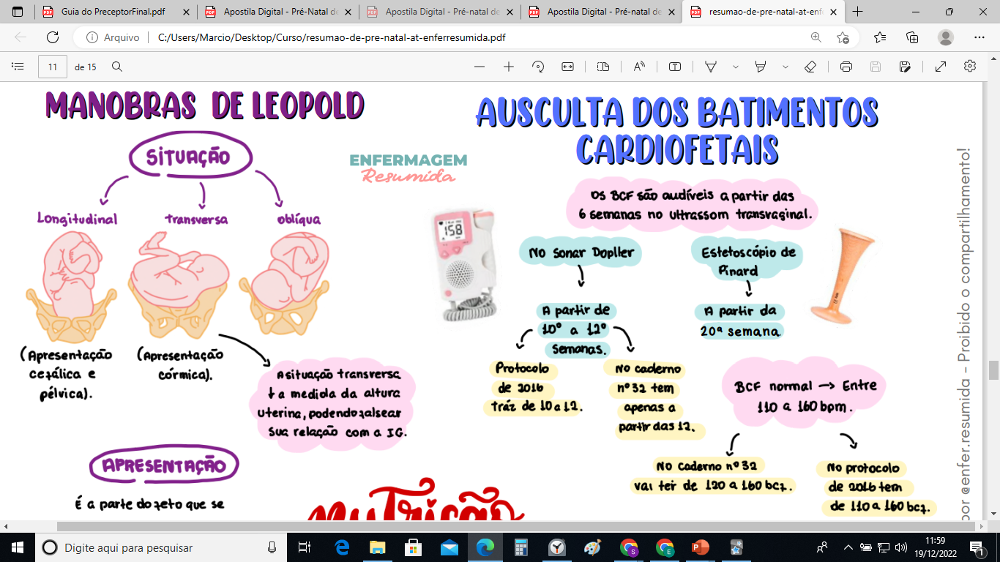 Guia do PreceptorFinal.pdf
Apostila Digital - Pré-Natal de
Apostila Digital - Pré-natal de
Apostila Digital - Pré-natal de
resumao-de-pre-natal-at-enfe
Arquivo
C:/Users/Marcio/Desktop/Curso/resumao-de-pre-natal-at-enferresumida.pdf
11
de 15
MANOBRAS DE LEOPOLD
SITUAÇÃO
Longitudinal
transversa
oblíqua
(Apresentação
cefálica e
pélvica).
(Apresentação
córmica).
A situação transversa
↓ a medida da altura
uterina, podendo falsear
sua relação com a IG.
APRESENTAÇÃO
É a parte do feto que se
ENFERMAGEM
Resumida
AUSCULTA DOS BATIMENTOS
CARDIOFETAIS
Os BCF são audíveis a partir das
6 semanas no ultrassom transvaginal.
158
No Sonar Dopller
A partir de
10º a 12º
semanas.
Protocolo
de 2016
tráz de 10 a 12.
No caderno
nº 32 tem
apenas a
partir das 12.
Estetoscópio de
Pinard
A partir da
20ª semana.
BCF normal → Entre
110 a 160 bpm.
No caderno nº 32
vai ter de 120 a 160 bcf.
No protocolo
de 2016 tem
de 110 a 160 bcf.
Nutrição
por @enfer.resumida - Proibido o compartilhamento!
Digite aqui para pesquisar
11:59
19/12/2022
1